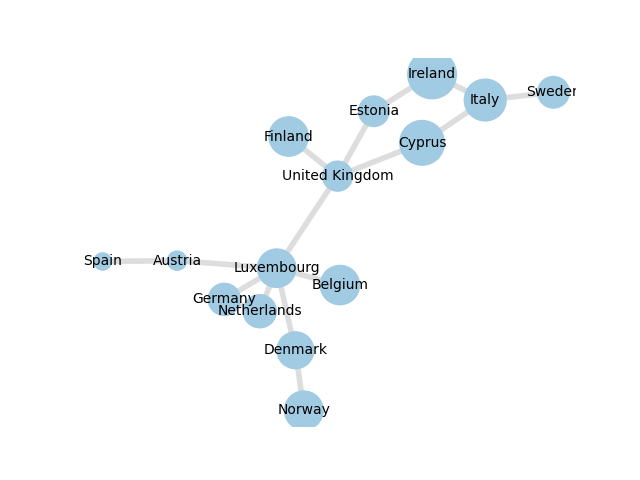 Ireland
Sweden
Italy
Estonia
Finland
Cyprus
United Kingdom
Spain
Austria
Luxembourg
Belgium
Germany
Netherlands
Denmark
Norway